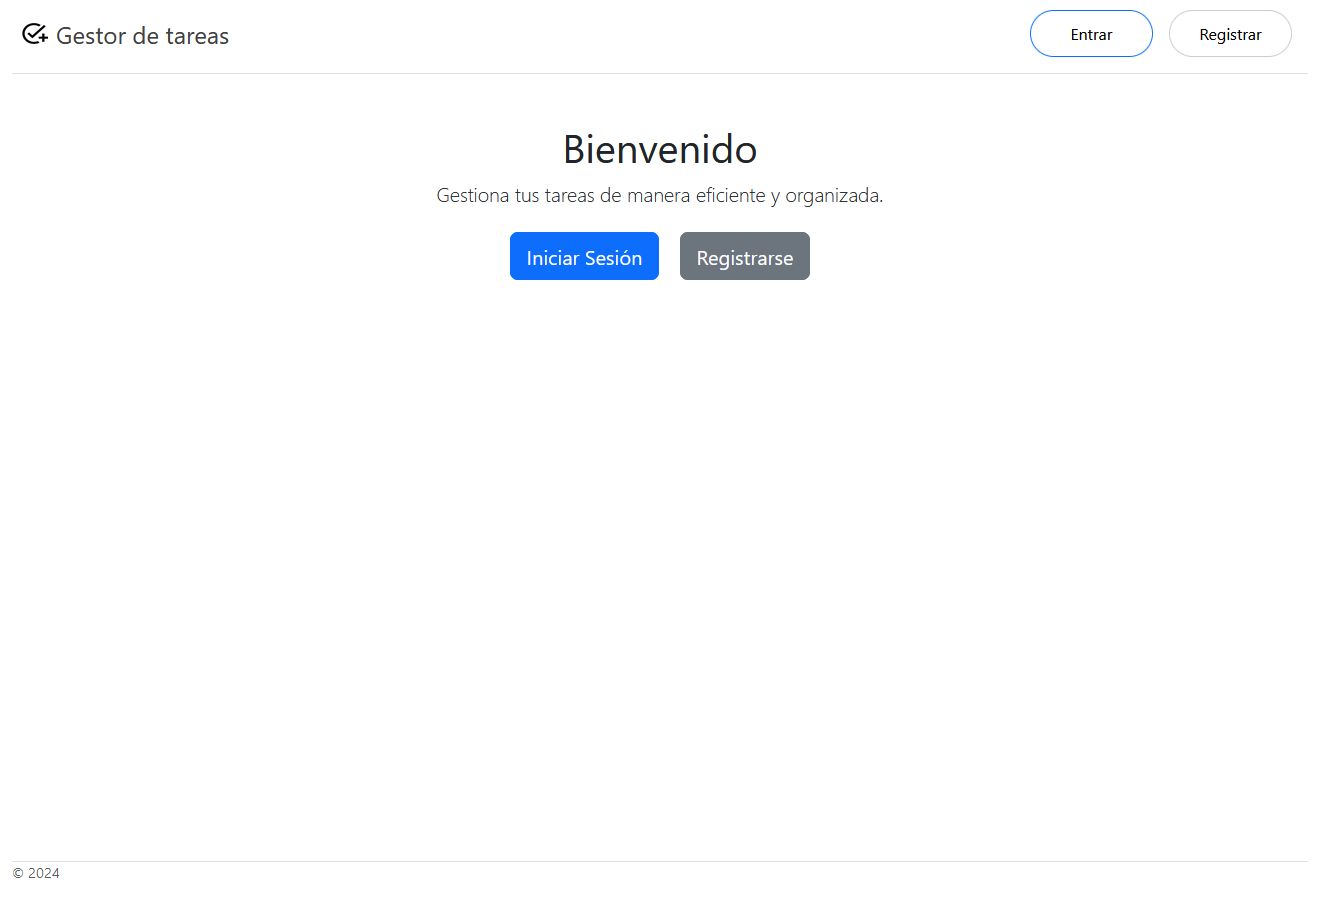 Gestor de tareas
Entrar
Registrar
Bienvenido
Gestiona tus tareas de manera eficiente y organizada.
Iniciar Sesión
Registrarse
© 2024